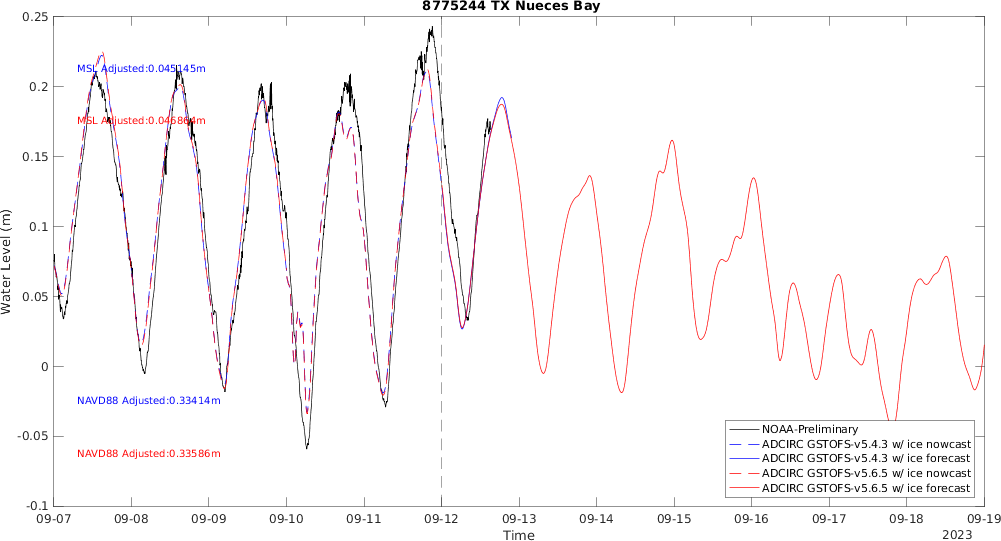 8775244 TX Nueces Bay
0.25
0.2
0.15
0.1
0.05
0
-0.05
-0.1
Water Level (m)
MSL Adjusted:0.045145m
MSL Adjusted:0.046864m
NAVD88 Adjusted:0.33414m
NAVD88 Adjusted:0.33586m
NOAA-Preliminary
ADCIRC GSTOFS-v5.4.3 w/ ice nowcast
ADCIRC GSTOFS-v5.4.3 w/ ice forecast
ADCIRC GSTOFS-v5.6.5 w/ ice nowcast
ADCIRC GSTOFS-v5.6.5 w/ ice forecast
09-07 09-08 09-09 09-10 09-11 09-12 09-13 09-14 09-15 09-16 09-17 09-18 09-19
Time
2023